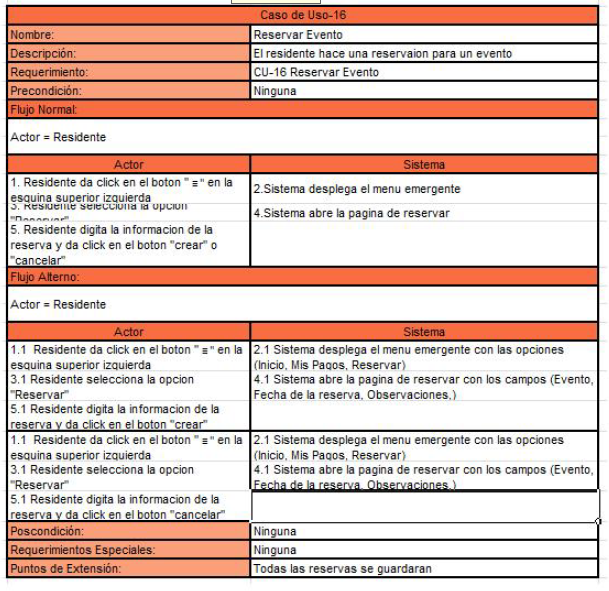 Caso de Uso-16
Nombre: Reservar Evento
Descripción: El residente hace una reservaion para un evento
Requerimiento: CU-16 Reservar Evento
Precondición: Ninguna
Flujo Normal:
Actor = Residente
Actor Sistema
1. Residente da click en el boton " ≡ " en la
esquina superior izquierda
2.Sistema desplega el menu emergente
3. Residente selecciona la opcion
"Reservar"
4.Sistema abre la pagina de reservar
5. Residente digita la informacion de la
reserva y da click en el boton "crear" o
"cancelar"
Flujo Alterno:
Actor = Residente
Actor Sistema
1.1 Residente da click en el boton " ≡ " en la
esquina superior izquierda
2.1 Sistema desplega el menu emergente con las opciones
(Inicio, Mis Pagos, Reservar)
3.1 Residente selecciona la opcion
"Reservar"
4.1 Sistema abre la pagina de reservar con los campos (Evento,
Fecha de la reserva, Observaciones,)
5.1 Residente digita la informacion de la
reserva y da click en el boton "crear"
1.1 Residente da click en el boton " ≡ " en la
esquina superior izquierda
2.1 Sistema desplega el menu emergente con las opciones
(Inicio, Mis Pagos, Reservar)
3.1 Residente selecciona la opcion
"Reservar"
4.1 Sistema abre la pagina de reservar con los campos (Evento,
Fecha de la reserva, Observaciones,)
5.1 Residente digita la informacion de la
reserva y da click en el boton "cancelar"
Poscondición: Ninguna
Requerimientos Especiales: Ninguna
Puntos de Extensión: Todas las reservas se guardaran